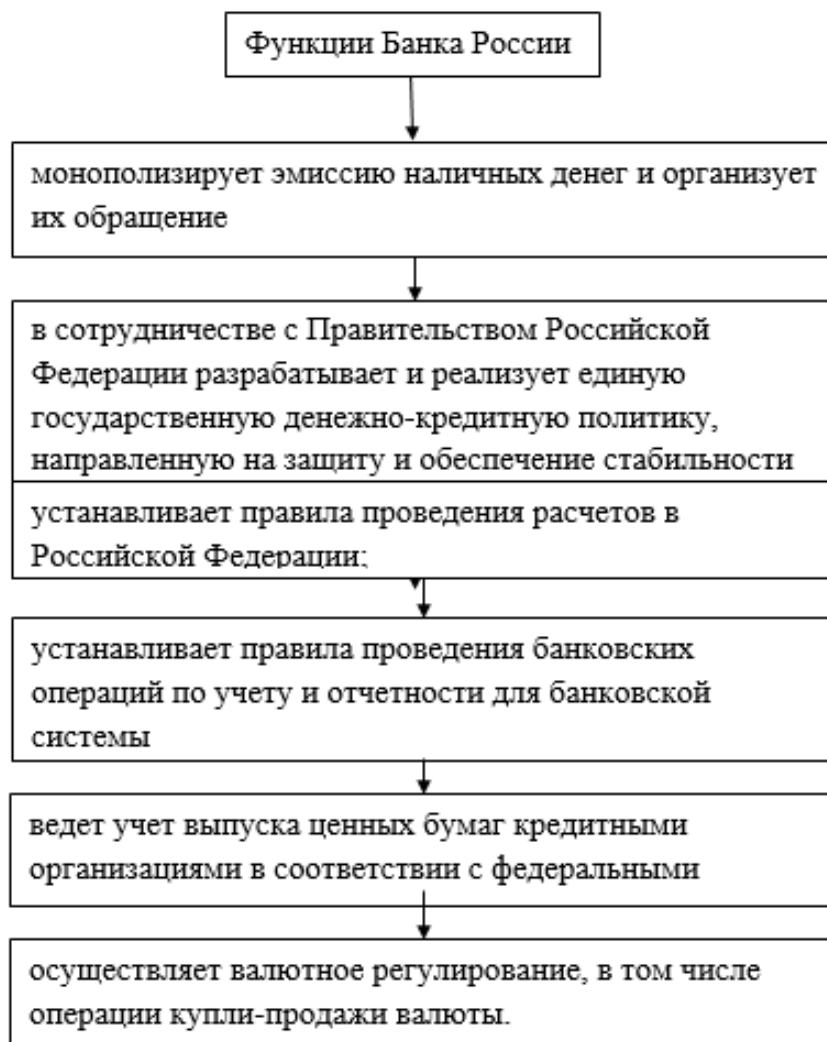 Функции Банка России
монополизирует эмиссию наличных денег и организует
их обращение
в сотрудничестве с Правительством Российской
Федерации разрабатывает и реализует единую
государственную денежно-кредитную политику,
направленную на защиту и обеспечение стабильности
устанавливает правила проведения расчетов в
Российской Федерации;
устанавливает правила проведения банковских
операций по учету и отчетности для банковской
системы
ведет учет выпуска ценных бумаг кредитными
организациями в соответствии с федеральными
осуществляет валютное регулирование, в том числе
операции купли-продажи валюты.